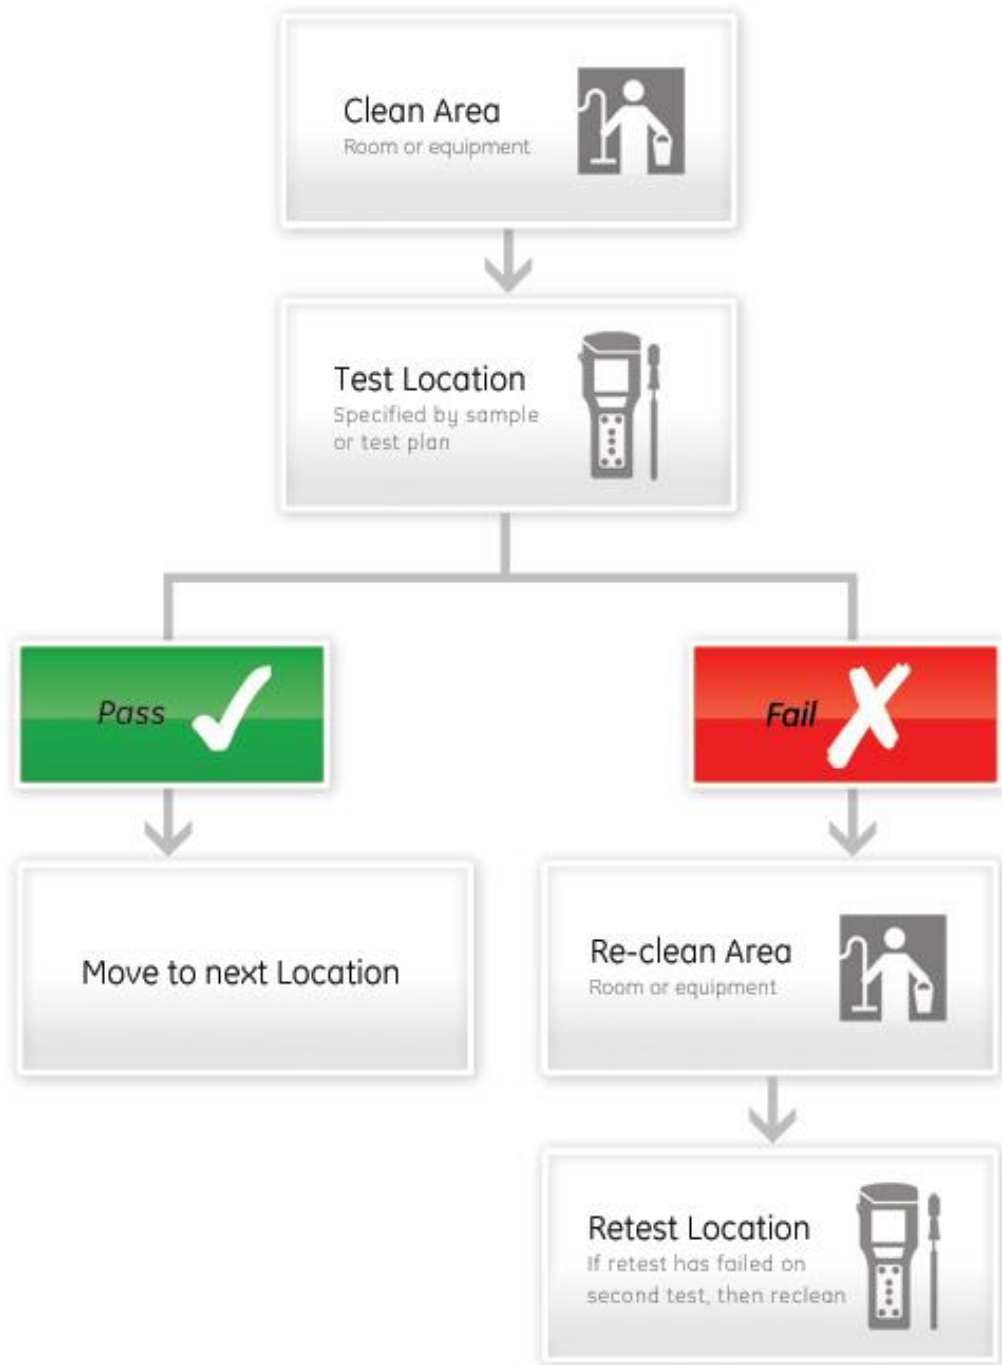 Clean Area
Room or equipment
Test Location
Specified by sample
or test plan
Pass
Fail
Move to next Location
Re-clean Area
Room or equipment
Retest Location
If retest has failed on
second test, then reclean